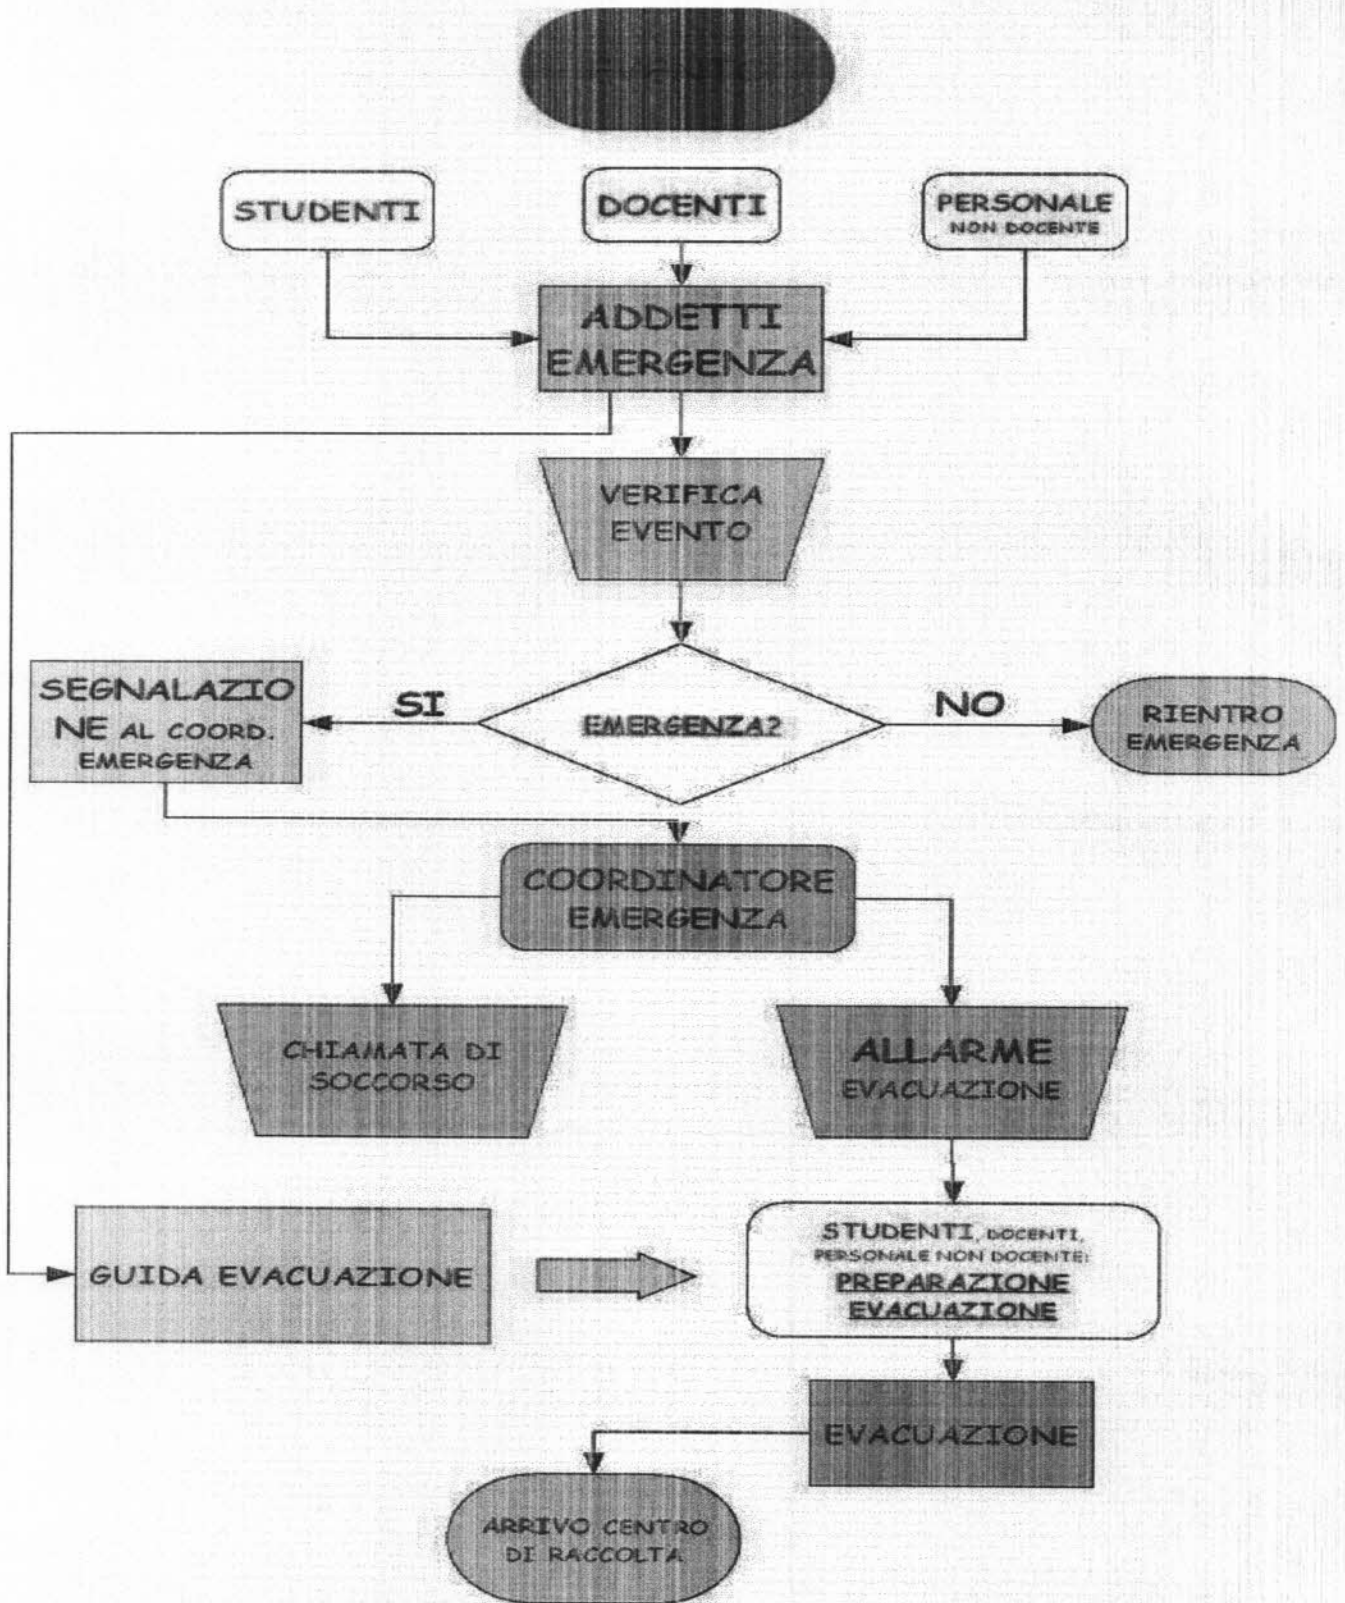 STUDENTI
DOCENTI
PERSONALE
NON DOCENTE
ADDETTI
EMERGENZA
VERIFICA
EVENTO
SEGNALAZIO
NE AL COORD.
EMERGENZA
SI
EMERGENZA?
NO
RIENTRO
EMERGENZA
COORDINATORE
EMERGENZA
CHIAMATA DI
SOCCORSO
ALLARME
EVACUAZIONE
GUIDA EVACUAZIONE
STUDENTI, DOCENTI,
PERSONALE NON DOCENTE:
PREPARAZIONE
EVACUAZIONE
EVACUAZIONE
ARRIVO CENTRO
DI RACCOLTA